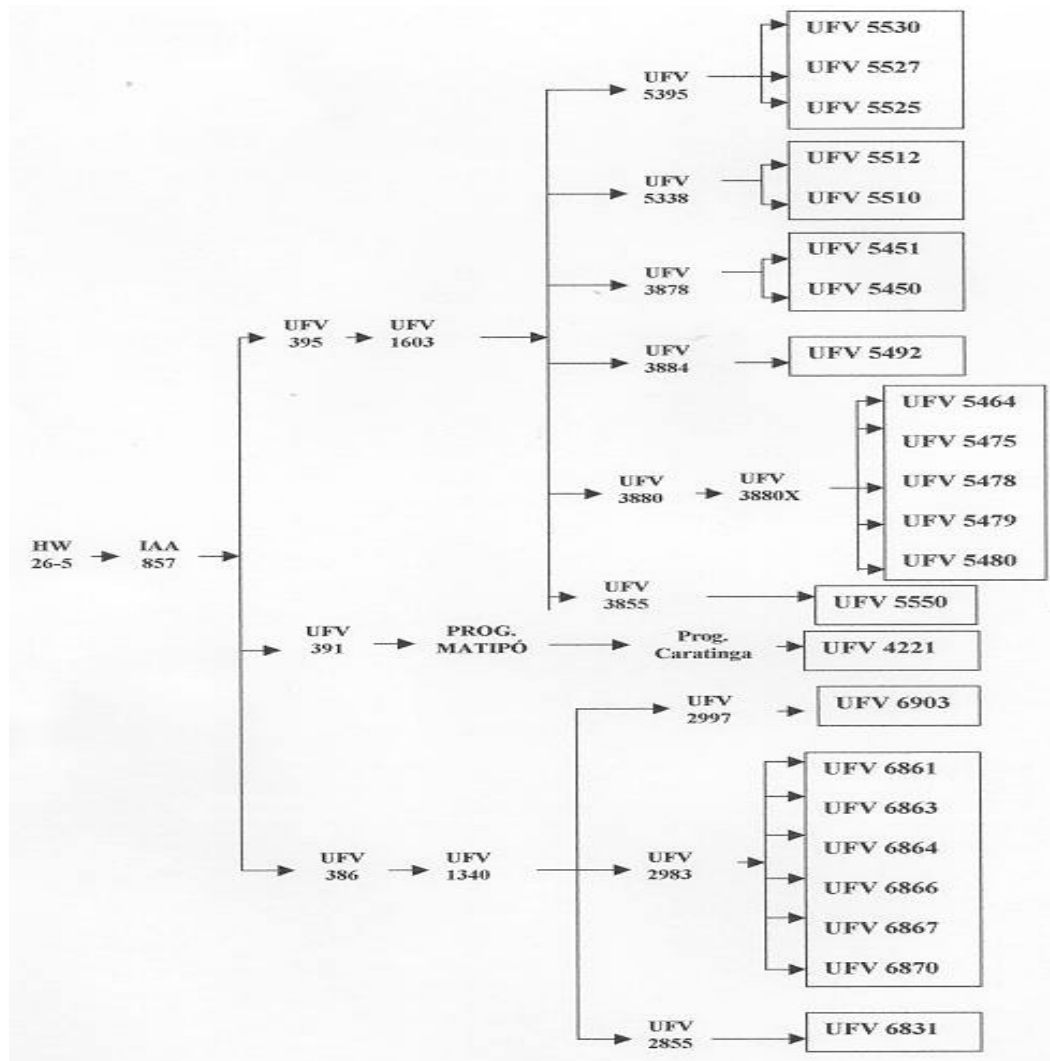 UFV 5530
UFV 5527
UFV 5525
UFV
5395
UFV 5512
UFV 5510
UFV
5338
UFV 5451
UFV 5450
UFV
3878
UFV
395
UFV
1603
UFV
3884
UFV 5492
UFV 5464
UFV 5475
UFV 5478
UFV 5479
UFV 5480
UFV
3880
UFV
3880X
HW
26-5
IAA
857
UFV
3855
UFV 5550
UFV
391
PROG.
MATIPÓ
Prog.
Caratinga
UFV 4221
UFV
2997
UFV 6903
UFV 6861
UFV 6863
UFV 6864
UFV 6866
UFV 6867
UFV 6870
UFV
386
UFV
1340
UFV
2983
UFV
2855
UFV 6831